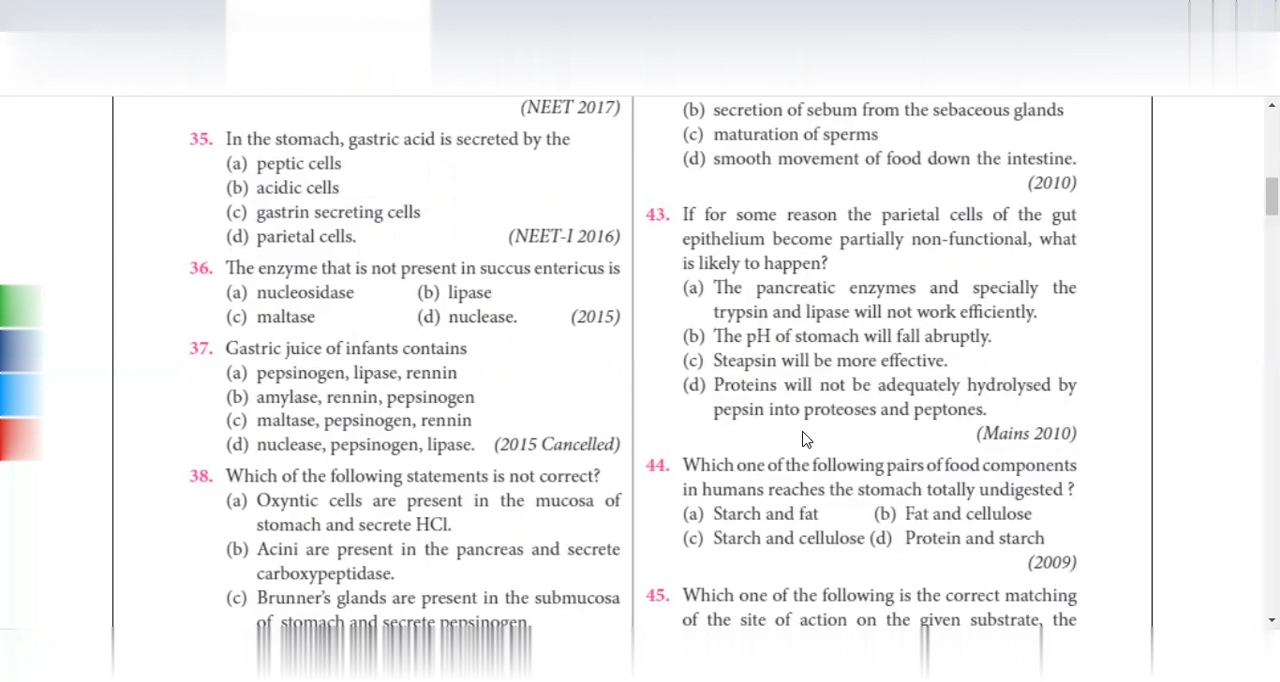 (NEET 2017)
35. In the stomach, gastric acid is secreted by the
(a) peptic cells
(b) acidic cells
(c) gastrin secreting cells
(d) parietal cells. (NEET-I 2016)
36. The enzyme that is not present in succus entericus is
(a) nucleosidase (b) lipase
(c) maltase (d) nuclease. (2015)
37. Gastric juice of infants contains
(a) pepsinogen, lipase, rennin
(b) amylase, rennin, pepsinogen
(c) maltase, pepsinogen, rennin
(d) nuclease, pepsinogen, lipase. (2015 Cancelled)
38. Which of the following statements is not correct?
(a) Oxyntic cells are present in the mucosa of
stomach and secrete HCl.
(b) Acini are present in the pancreas and secrete
carboxypeptidase.
(c) Brunner's glands are present in the submucosa
of stomach and secrete pepsinogen.
(b) secretion of sebum from the sebaceous glands
(c) maturation of sperms
(d) smooth movement of food down the intestine.
(2010)
43. If for some reason the parietal cells of the gut
epithelium become partially non-functional, what
is likely to happen?
(a) The pancreatic enzymes and specially the
trypsin and lipase will not work efficiently.
(b) The pH of stomach will fall abruptly.
(c) Steapsin will be more effective.
(d) Proteins will not be adequately hydrolysed by
pepsin into proteoses and peptones.
(Mains 2010)
44. Which one of the following pairs of food components
in humans reaches the stomach totally undigested ?
(a) Starch and fat (b) Fat and cellulose
(c) Starch and cellulose (d) Protein and starch
(2009)
45. Which one of the following is the correct matching
of the site of action on the given substrate, the